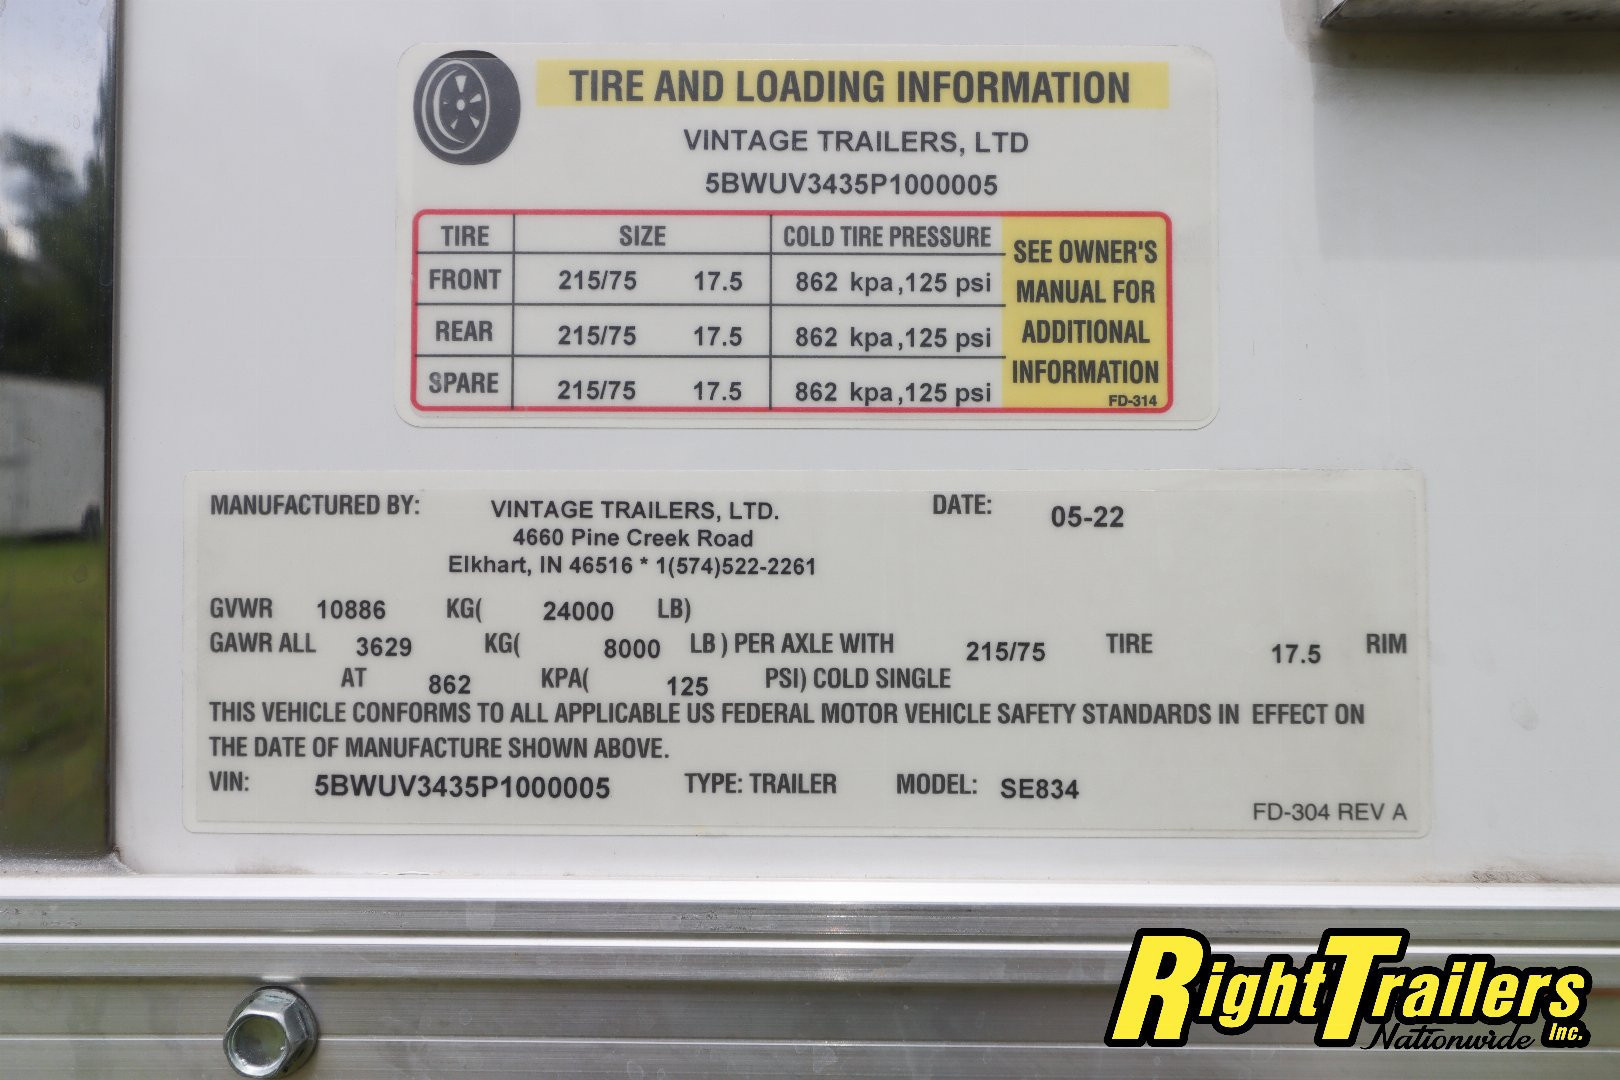 TIRE AND LOADING INFORMATION
VINTAGE TRAILERS, LTD
5BWUV3435P1000005
TIRE SIZE COLD TIRE PRESSURE
FRONT 215/75 17.5 862 kpa,125 psi
REAR 215/75 17.5 862 kpa,125 psi
SPARE 215/75 17.5 862 kpa,125 psi
SEE OWNER'S
MANUAL FOR
ADDITIONAL
INFORMATION
FD-314
MANUFACTURED BY: VINTAGE TRAILERS, LTD. DATE: 05-22
4660 Pine Creek Road
Elkhart, IN 46516 * 1(574)522-2261
GVWR 10886 KG( 24000 LB)
GAWR ALL 3629 KG( 8000 LB) PER AXLE WITH 215/75 TIRE 17.5 RIM
AT 862 KPA( 125 PSI) COLD SINGLE
THIS VEHICLE CONFORMS TO ALL APPLICABLE US FEDERAL MOTOR VEHICLE SAFETY STANDARDS IN EFFECT ON
THE DATE OF MANUFACTURE SHOWN ABOVE.
VIN: 5BWUV3435P1000005 TYPE: TRAILER MODEL: SE834
FD-304 REV A
RightTrailers
Nationwide Inc.